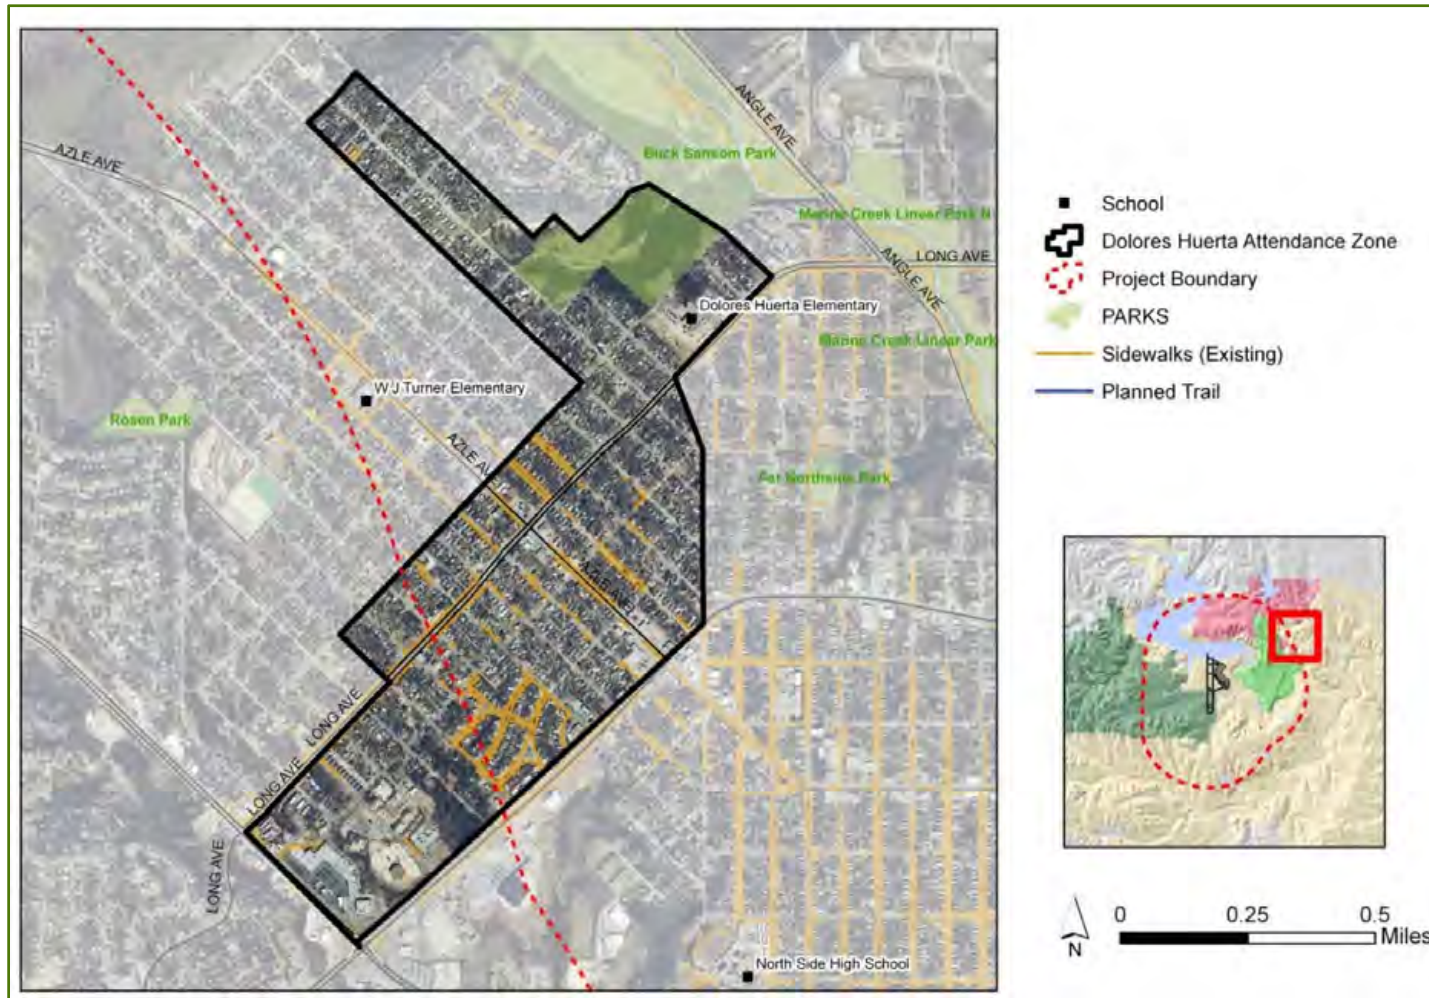 ANGLE AVE
AZLE AVE
Buck Sansom Park
Marine Creek Linear Park N
LONG AVE
ANGLE AVE
Dolores Huerta Elementary
Marine Creek Linear Park
W J Turner Elementary
Rosen Park
AZLE AVE
Far Northside Park
AZLE AVE
LONG AVE
LONG AVE
LONG AVE
North Side High School
School
Dolores Huerta Attendance Zone
Project Boundary
PARKS
Sidewalks (Existing)
Planned Trail
N
0 0.25 0.5
Miles